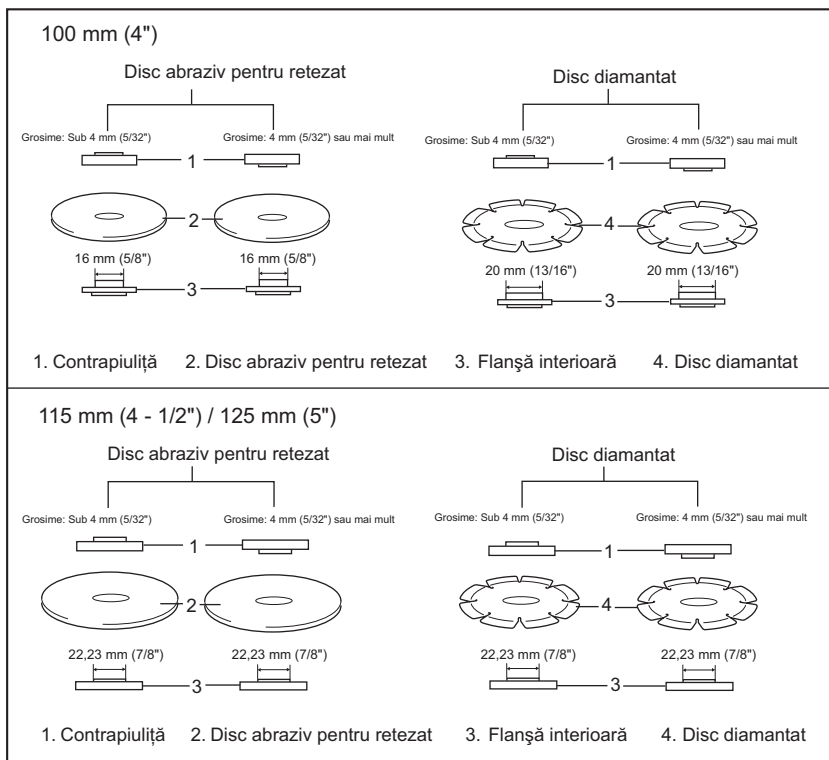 100 mm (4")
Disc abraziv pentru retezat
Disc diamantat
Grosime: Sub 4 mm (5/32")
Grosime: 4 mm (5/32") sau mai mult
Grosime: Sub 4 mm (5/32")
Grosime: 4 mm (5/32") sau mai mult
1
1
2
4
16 mm (5/8")
16 mm (5/8")
20 mm (13/16")
20 mm (13/16")
3
3
1. Contrapiuliţă 2. Disc abraziv pentru retezat 3. Flanşă interioară 4. Disc diamantat
115 mm (4 - 1/2") / 125 mm (5")
Disc abraziv pentru retezat
Disc diamantat
Grosime: Sub 4 mm (5/32")
Grosime: 4 mm (5/32") sau mai mult
Grosime: Sub 4 mm (5/32")
Grosime: 4 mm (5/32") sau mai mult
1
1
2
4
22,23 mm (7/8")
22,23 mm (7/8")
22,23 mm (7/8")
22,23 mm (7/8")
3
3
1. Contrapiuliţă 2. Disc abraziv pentru retezat 3. Flanşă interioară 4. Disc diamantat